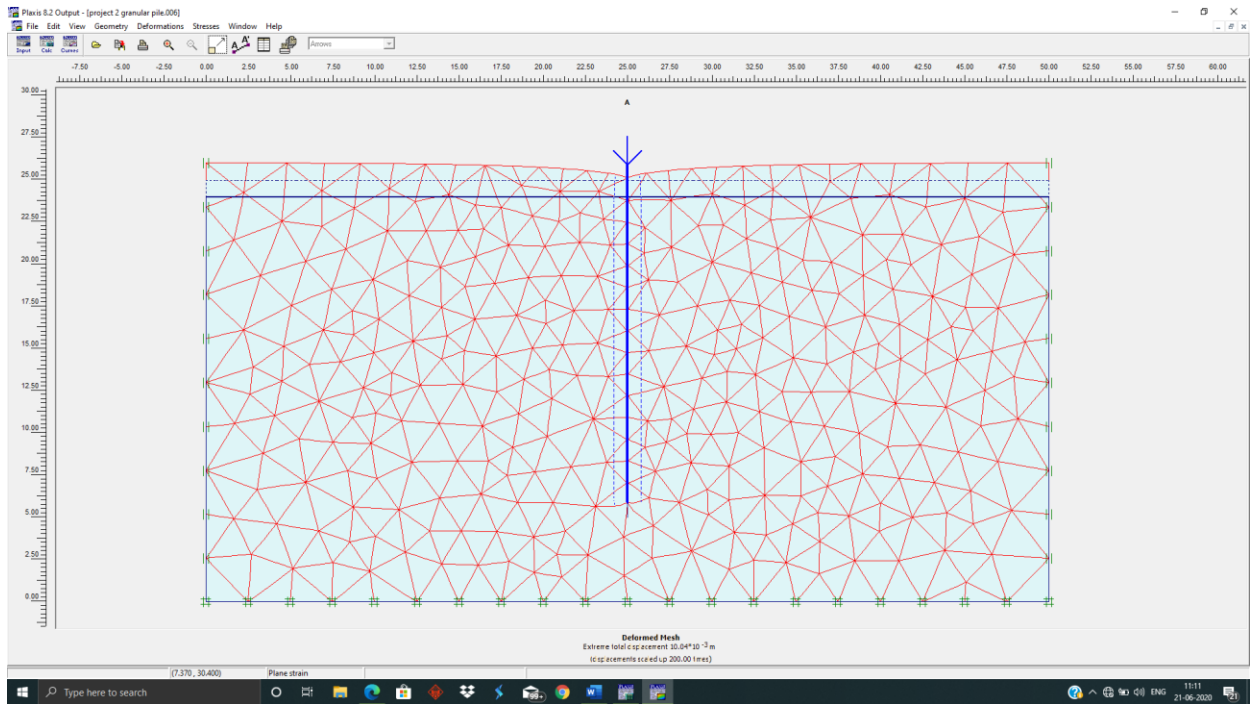 Plaxis 8.2 Output - [project 2 granular pile.006]
File Edit View Geometry Deformations Stresses Window Help
Input Calc Curves A A' Arrows
-7.50 -5.00 -2.50 0.00 2.50 5.00 7.50 10.00 12.50 15.00 17.50 20.00 22.50 25.00 27.50 30.00 32.50 35.00 37.50 40.00 42.50 45.00 47.50 50.00 52.50 55.00 57.50 60.00
30.00
A
27.50
25.00
22.50
20.00
17.50
15.00
12.50
10.00
7.50
5.00
2.50
0.00
Deformed Mesh
Extreme total displacement 10.04*10 -3 m
(displacements scaled up 200.00 times)
(7.370 , 30.400) Plane strain
Type here to search 99+ ENG 11:11
21-06-2020 21